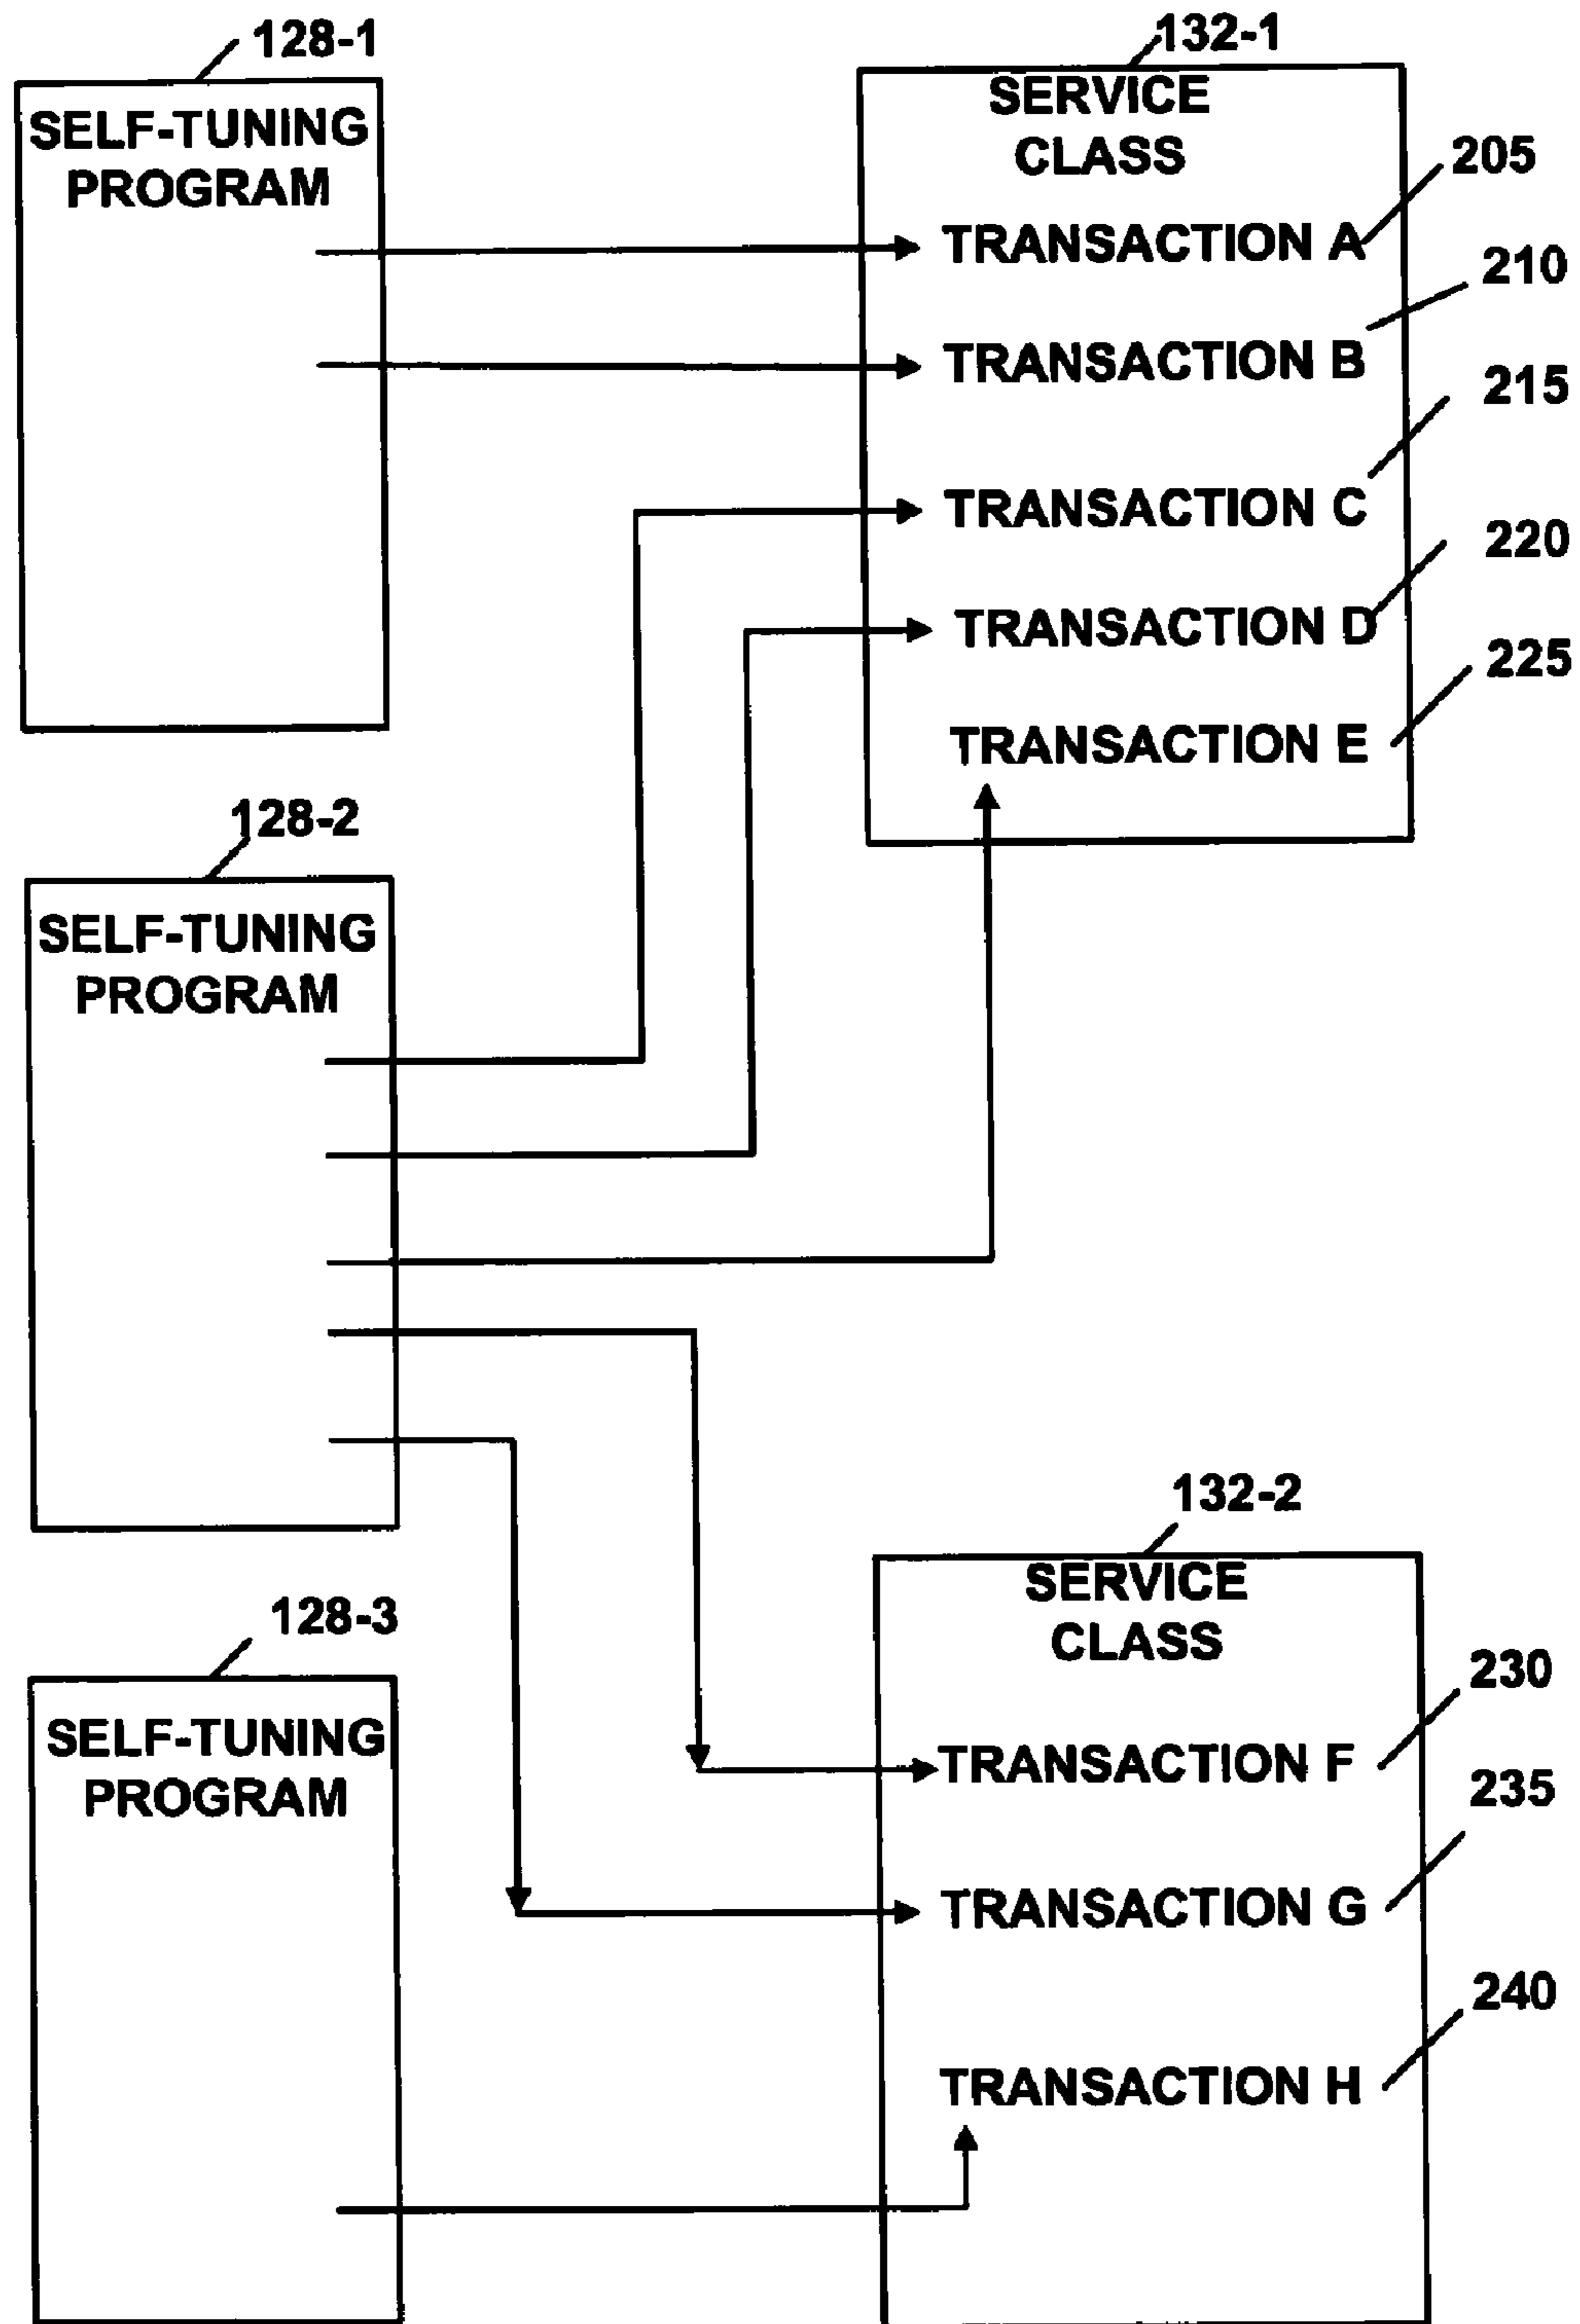 128-1
SELF-TUNING
PROGRAM
132-1
SERVICE
CLASS
TRANSACTION A
205
TRANSACTION B
210
TRANSACTION C
215
TRANSACTION D
220
TRANSACTION E
225
128-2
SELF-TUNING
PROGRAM
132-2
SERVICE
CLASS
TRANSACTION F
230
TRANSACTION G
235
TRANSACTION H
240
128-3
SELF-TUNING
PROGRAM